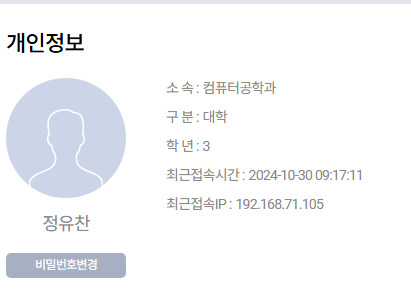 개인정보
소 속 : 컴퓨터공학과
구 분 : 대학
학 년 : 3
최근접속시간 : 2024-10-30 09:17:11
최근접속IP : 192.168.71.105
정유찬
비밀번호변경